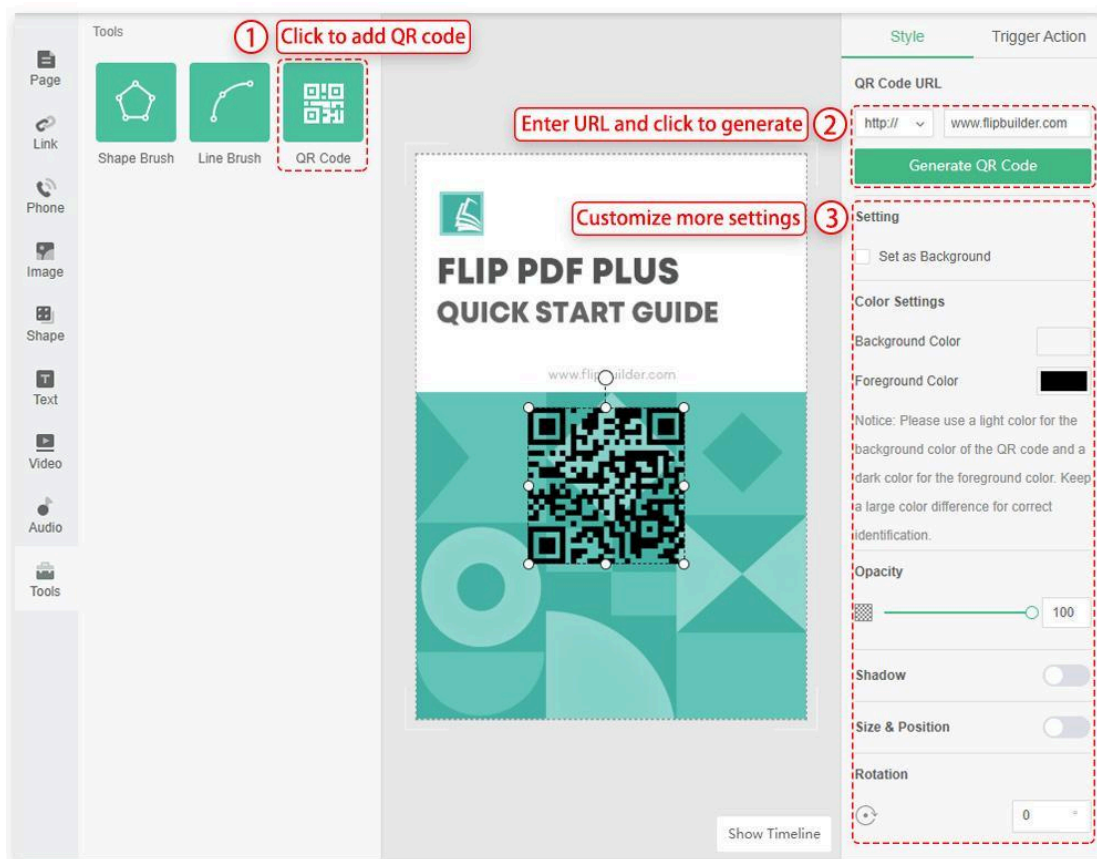 Tools
1 Click to add QR code
Page
Link
Phone
Image
Shape
Text
Video
Audio
Tools
Shape Brush
Line Brush
QR Code
FLIP PDF PLUS
QUICK START GUIDE
Show Timeline
Style Trigger Action
QR Code URL
Enter URL and click to generate 2
http:// www.flipbuilder.com
Generate QR Code
Customize more settings 3
Setting
Set as Background
Color Settings
Background Color
Foreground Color
Notice: Please use a light color for the
background color of the QR code and a
dark color for the foreground color. Keep
a large color difference for correct
identification.
Opacity
100
Shadow
Size & Position
Rotation
0 °